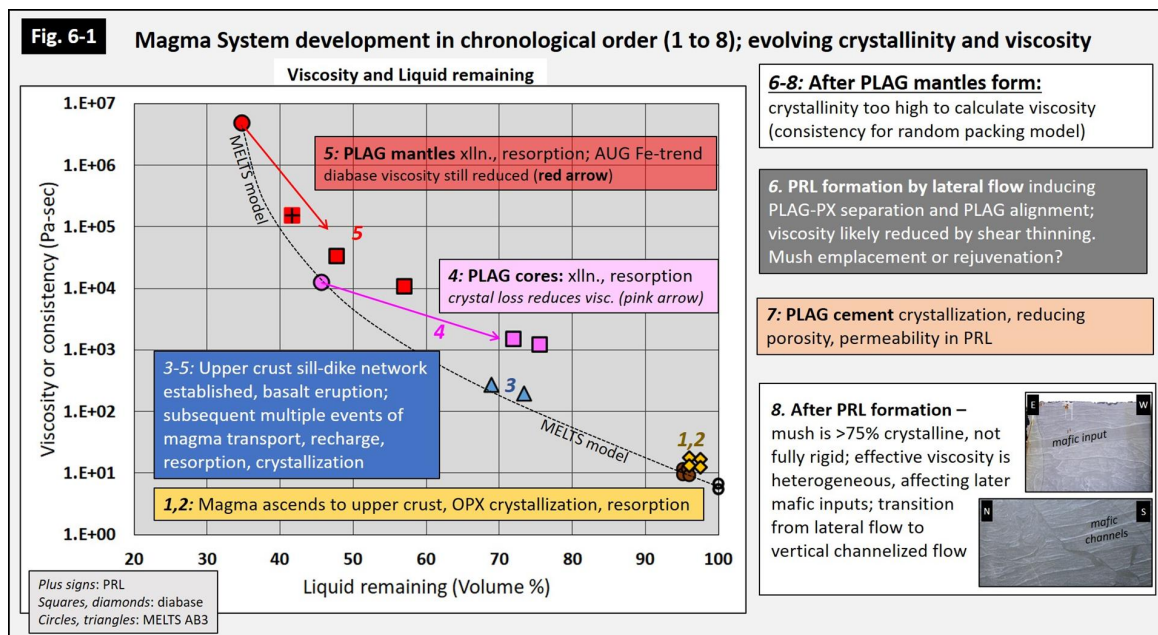 Fig. 6-1
Magma System development in chronological order (1 to 8); evolving crystallinity and viscosity
Viscosity and Liquid remaining
Viscosity or consistency (Pa-sec)
1.E+07
1.E+06
1.E+05
1.E+04
1.E+03
1.E+02
1.E+01
1.E+00
20 30 40 50 60 70 80 90 100
Liquid remaining (Volume %)
MELTS model
MELTS model
5: PLAG mantles xlln., resorption; AUG Fe-trend
diabase viscosity still reduced (red arrow)
5
4: PLAG cores: xlln., resorption
crystal loss reduces visc. (pink arrow)
4
3
3-5: Upper crust sill-dike network
established, basalt eruption;
subsequent multiple events of
magma transport, recharge,
resorption, crystallization
1,2
1,2: Magma ascends to upper crust, OPX crystallization, resorption
Plus signs: PRL
Squares, diamonds: diabase
Circles, triangles: MELTS AB3
6-8: After PLAG mantles form:
crystallinity too high to calculate viscosity
(consistency for random packing model)
6. PRL formation by lateral flow inducing
PLAG-PX separation and PLAG alignment;
viscosity likely reduced by shear thinning.
Mush emplacement or rejuvenation?
7: PLAG cement crystallization, reducing
porosity, permeability in PRL
8. After PRL formation –
mush is >75% crystalline, not
fully rigid; effective viscosity is
heterogeneous, affecting later
mafic inputs; transition
from lateral flow to
vertical channelized flow
E W
mafic input
N S
mafic
channels